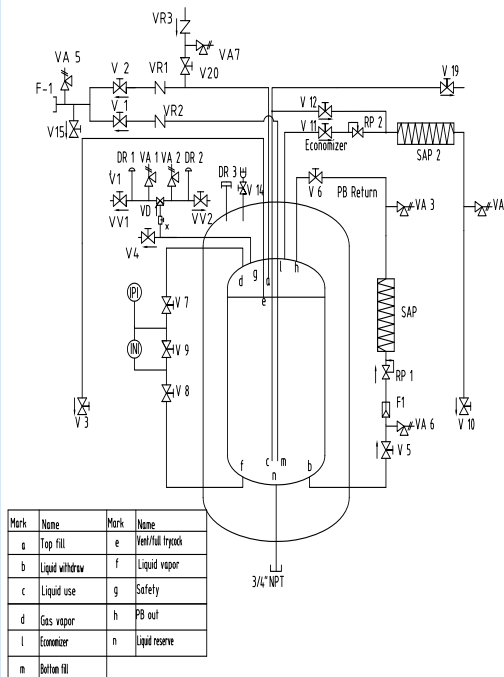 VR3
VA7
VA 5
V20
F-1
V 2
VR1
V 1
VR2
V15
V 19
V 12
V 11
RP 2
Economizer
SAP 2
DR 1
VA 1
VA 2
DR 2
V1
VV1
VD
VV2
x
V4
DR 3
V 14
V 6
PB Return
VA 3
VA
d
g
e
a
l
h
IPI
INI
V 7
V 9
V 8
SAP
RP 1
F1
VA 6
V 5
V 3
V 10
f
c
m
n
b
3/4"NPT
Mark Name Mark Name
a Top fill e Vent/full trycock
b Liquid withdraw f Liquid vapor
c Liquid use g Safety
d Gas vapor h PB out
l Economizer n Liquid reserve
m Bottom fill